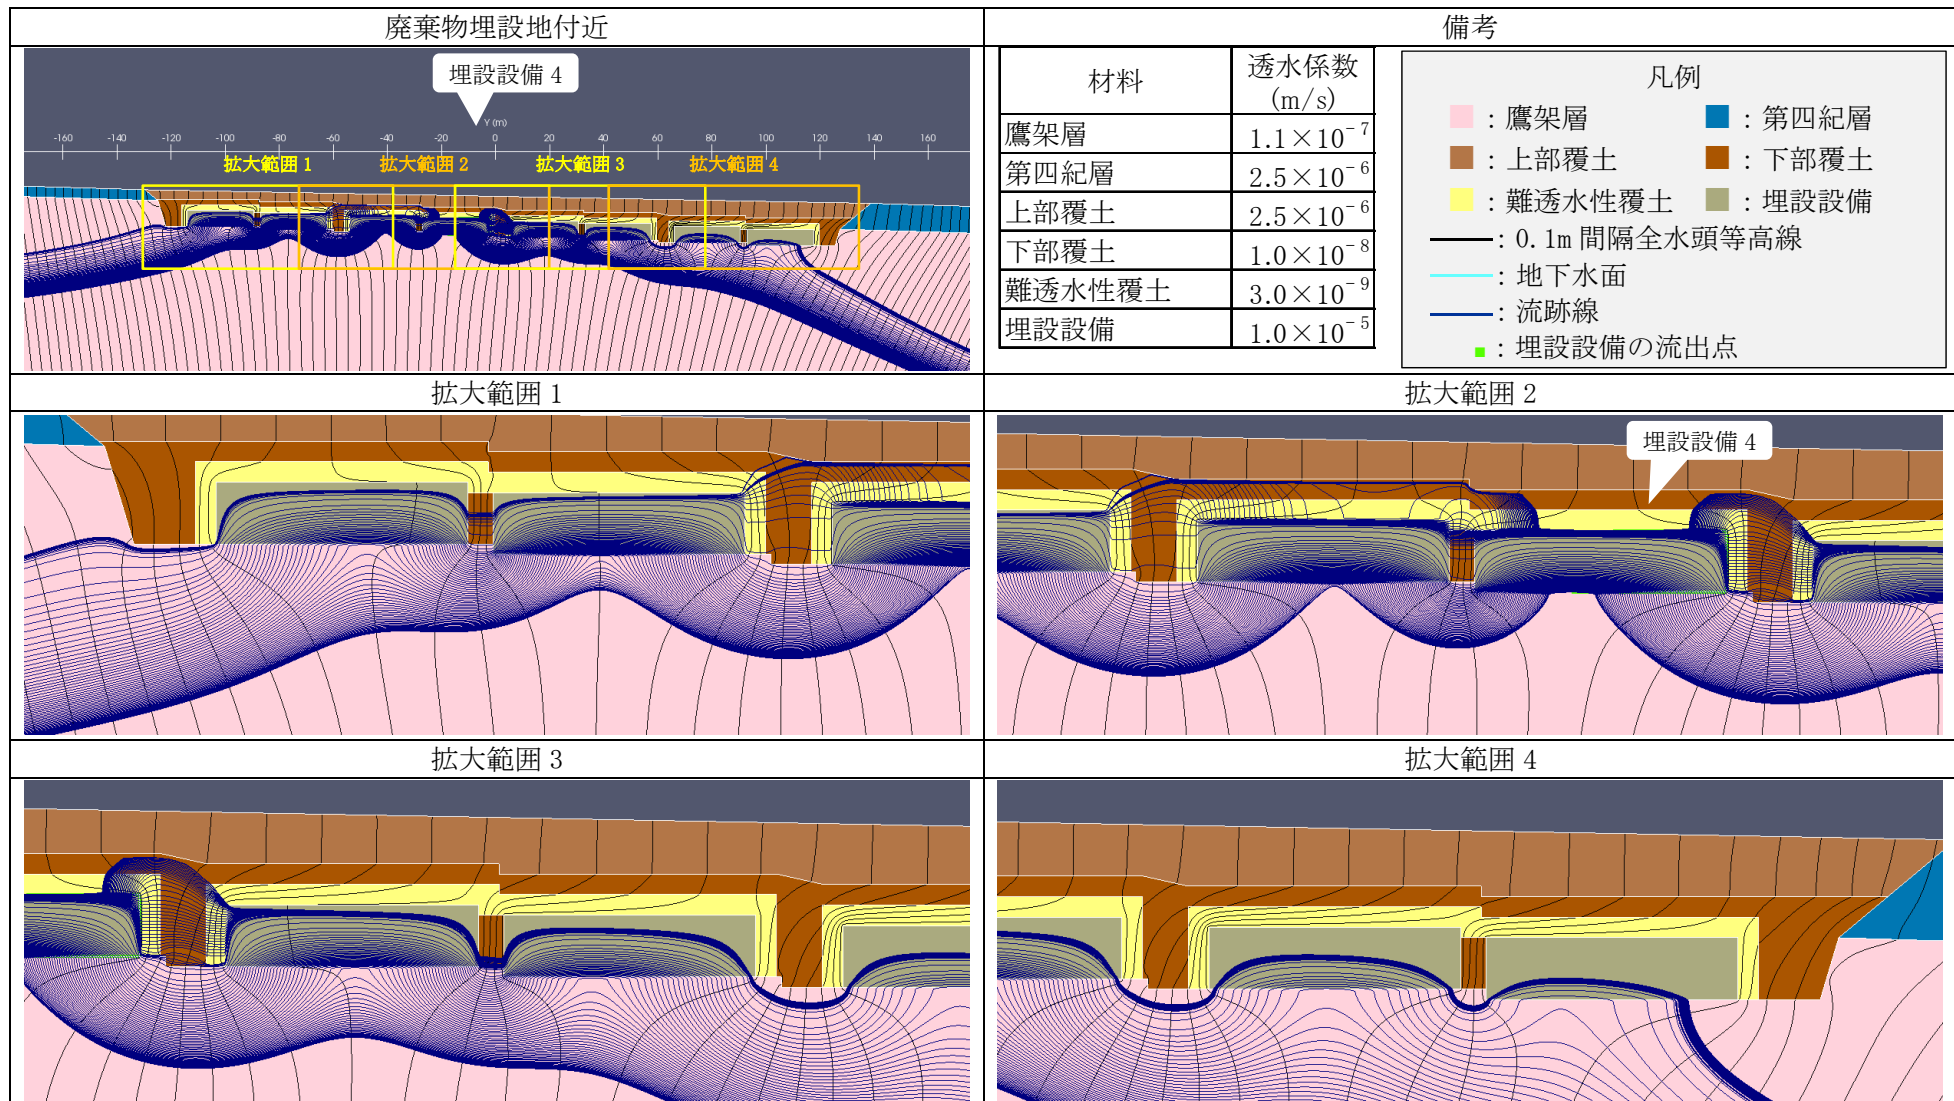 廃棄物埋設地付近
備考
埋設設備 4
Y (m)
-160 -140 -120 -100 -80 -60 -40 -20 0 20 40 60 80 100 120 140 160
拡大範囲 1 拡大範囲 2 拡大範囲 3 拡大範囲 4
材料 透水係数 (m/s)
鷹架層 1.1×10⁻⁷
第四紀層 2.5×10⁻⁶
上部覆土 2.5×10⁻⁶
下部覆土 1.0×10⁻⁸
難透水性覆土 3.0×10⁻⁹
埋設設備 1.0×10⁻⁵
凡例
：鷹架層 ：第四紀層
：上部覆土 ：下部覆土
：難透水性覆土 ：埋設設備
：0.1m 間隔全水頭等高線
：地下水面
：流跡線
：埋設設備の流出点
拡大範囲 1
拡大範囲 2
埋設設備 4
拡大範囲 3
拡大範囲 4